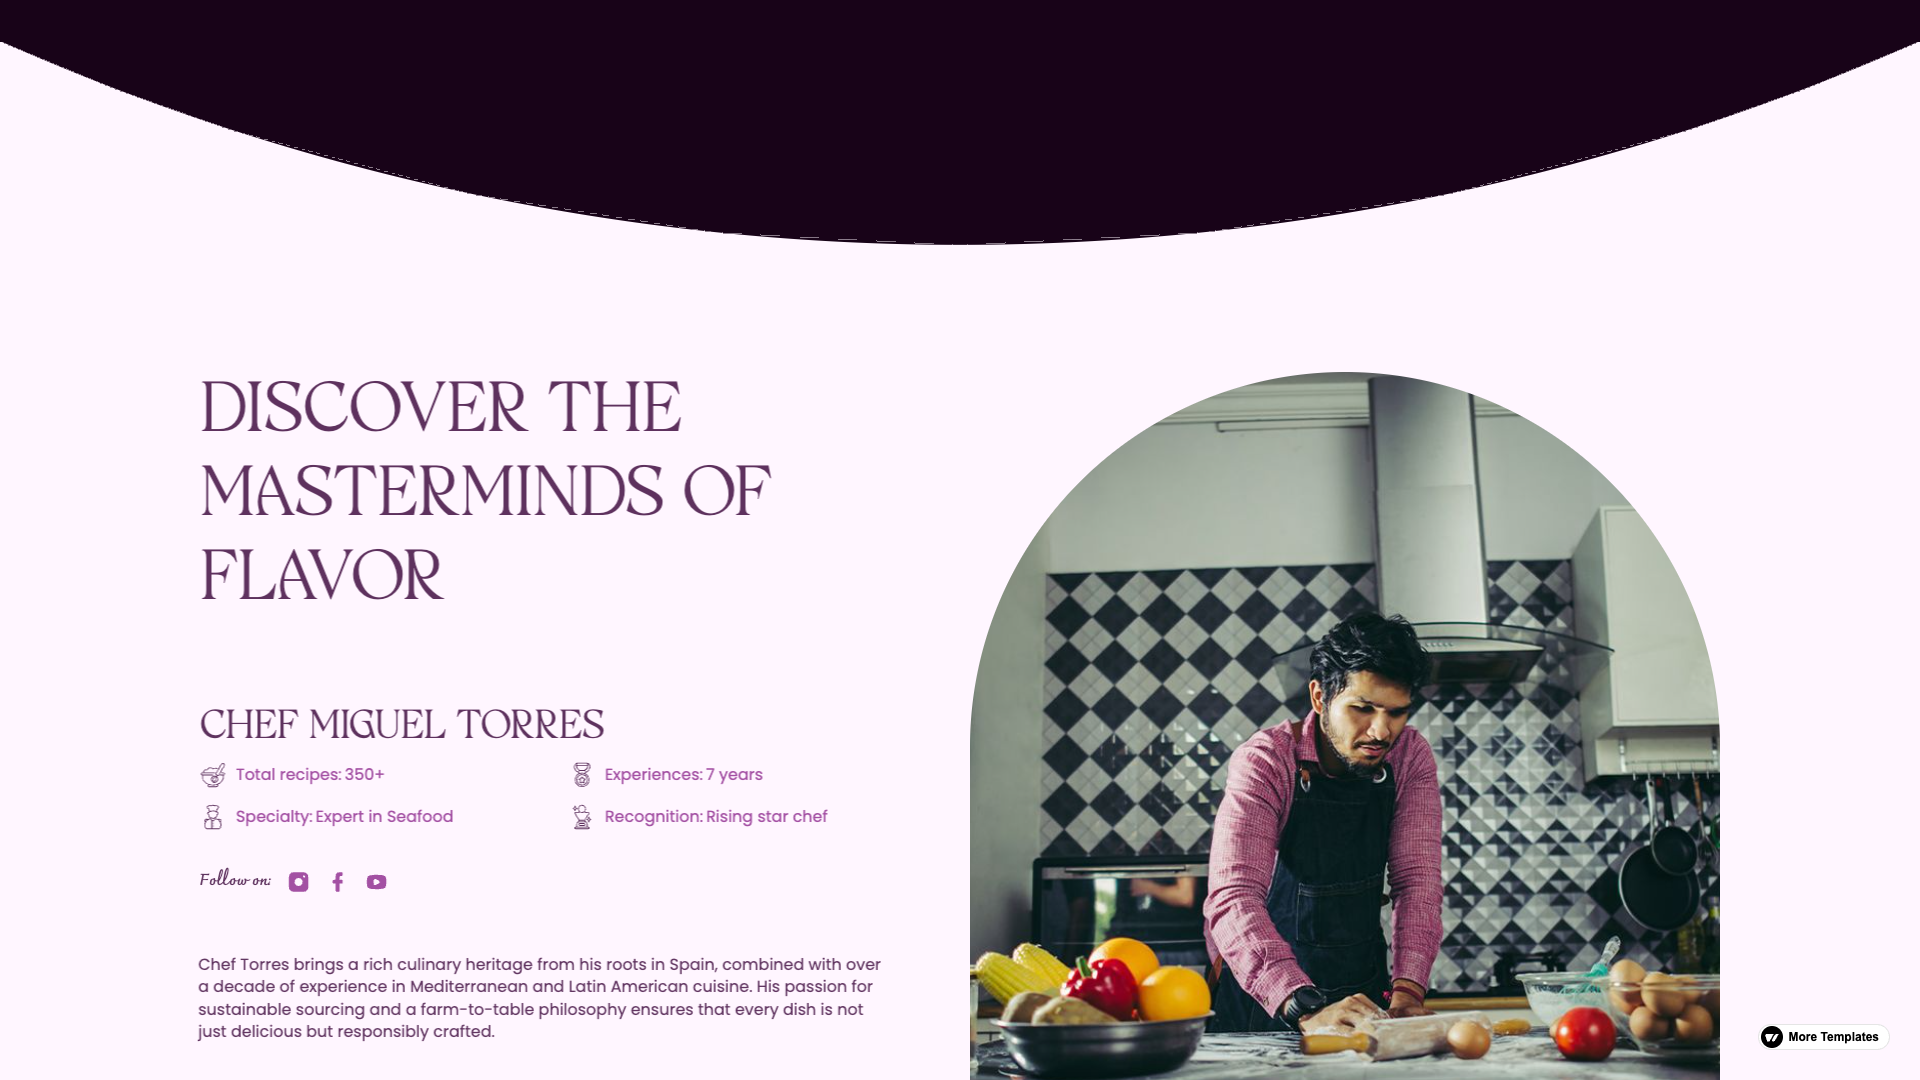 DISCOVER THE
MASTERMINDS OF
FLAVOR
CHEF MIGUEL TORRES
Total recipes: 350+
Experiences: 7 years
Specialty: Expert in Seafood
Recognition: Rising star chef
Follow on:
Chef Torres brings a rich culinary heritage from his roots in Spain, combined with over
a decade of experience in Mediterranean and Latin American cuisine. His passion for
sustainable sourcing and a farm-to-table philosophy ensures that every dish is not
just delicious but responsibly crafted.
More Templates